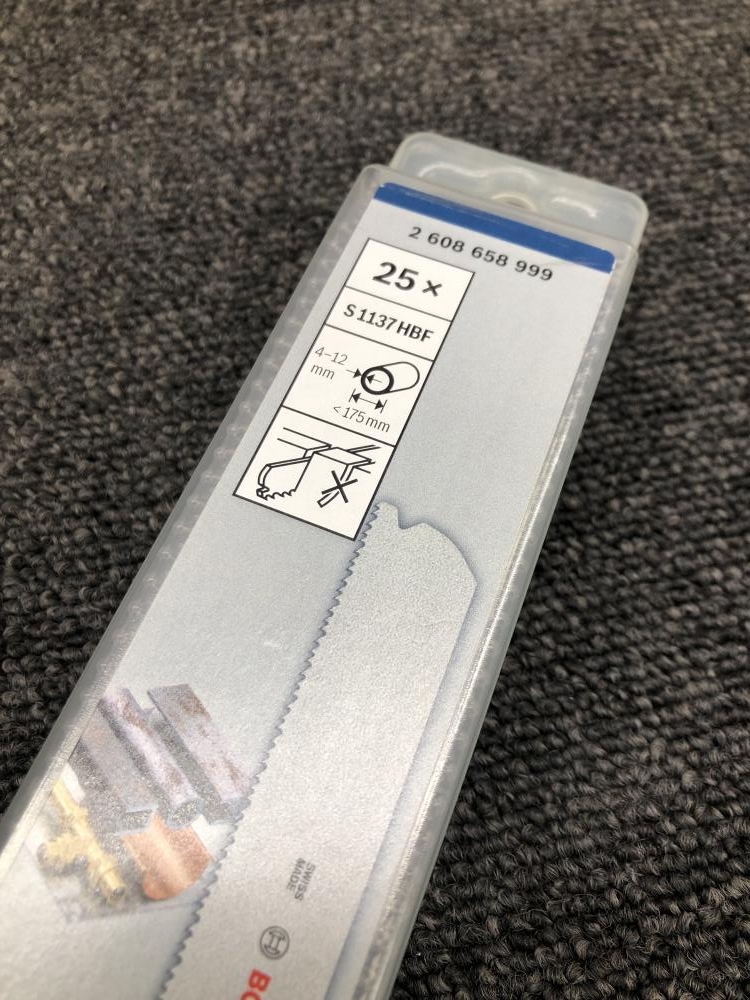 2 608 658 999
25×
S 1137 HBF
4–12
mm
<175 mm
SWISS
MADE
BO